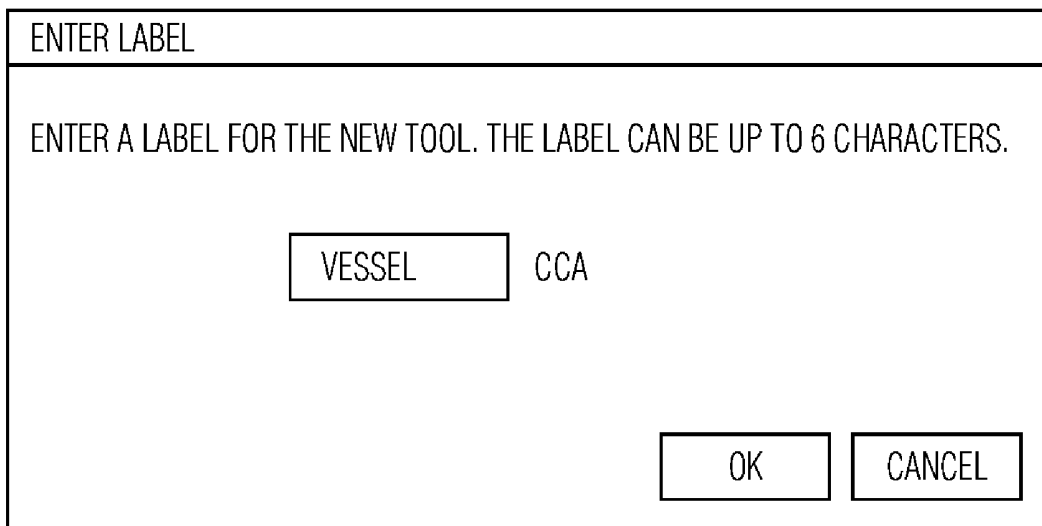 ENTER LABEL
ENTER A LABEL FOR THE NEW TOOL. THE LABEL CAN BE UP TO 6 CHARACTERS.
VESSEL CCA
OK CANCEL